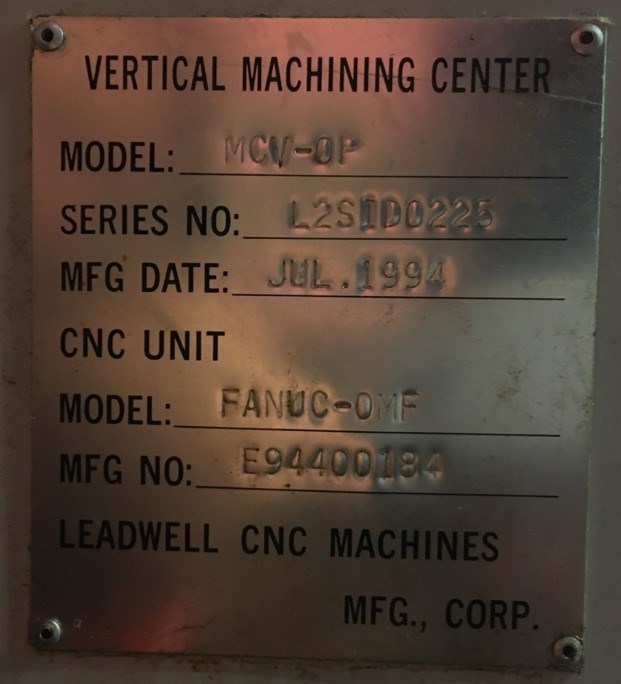 VERTICAL MACHINING CENTER
MODEL: MCV-OP
SERIES NO: L2SID0225
MFG DATE: JUL.1994
CNC UNIT
MODEL: FANUC-OMF
MFG NO: E94400184
LEADWELL CNC MACHINES
MFG., CORP.